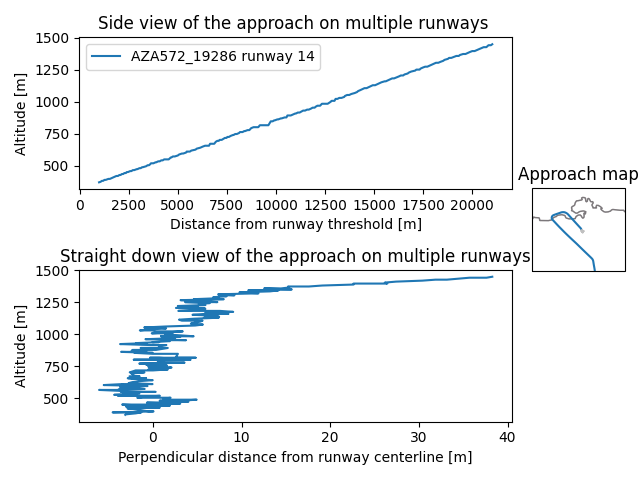 Side view of the approach on multiple runways
1500
1250
1000
750
500
Altitude [m]
AZA572_19286 runway 14
0 2500 5000 7500 10000 12500 15000 17500 20000
Distance from runway threshold [m]
Approach map
Straight down view of the approach on multiple runways
1500
1250
1000
750
500
Altitude [m]
0 10 20 30 40
Perpendicular distance from runway centerline [m]